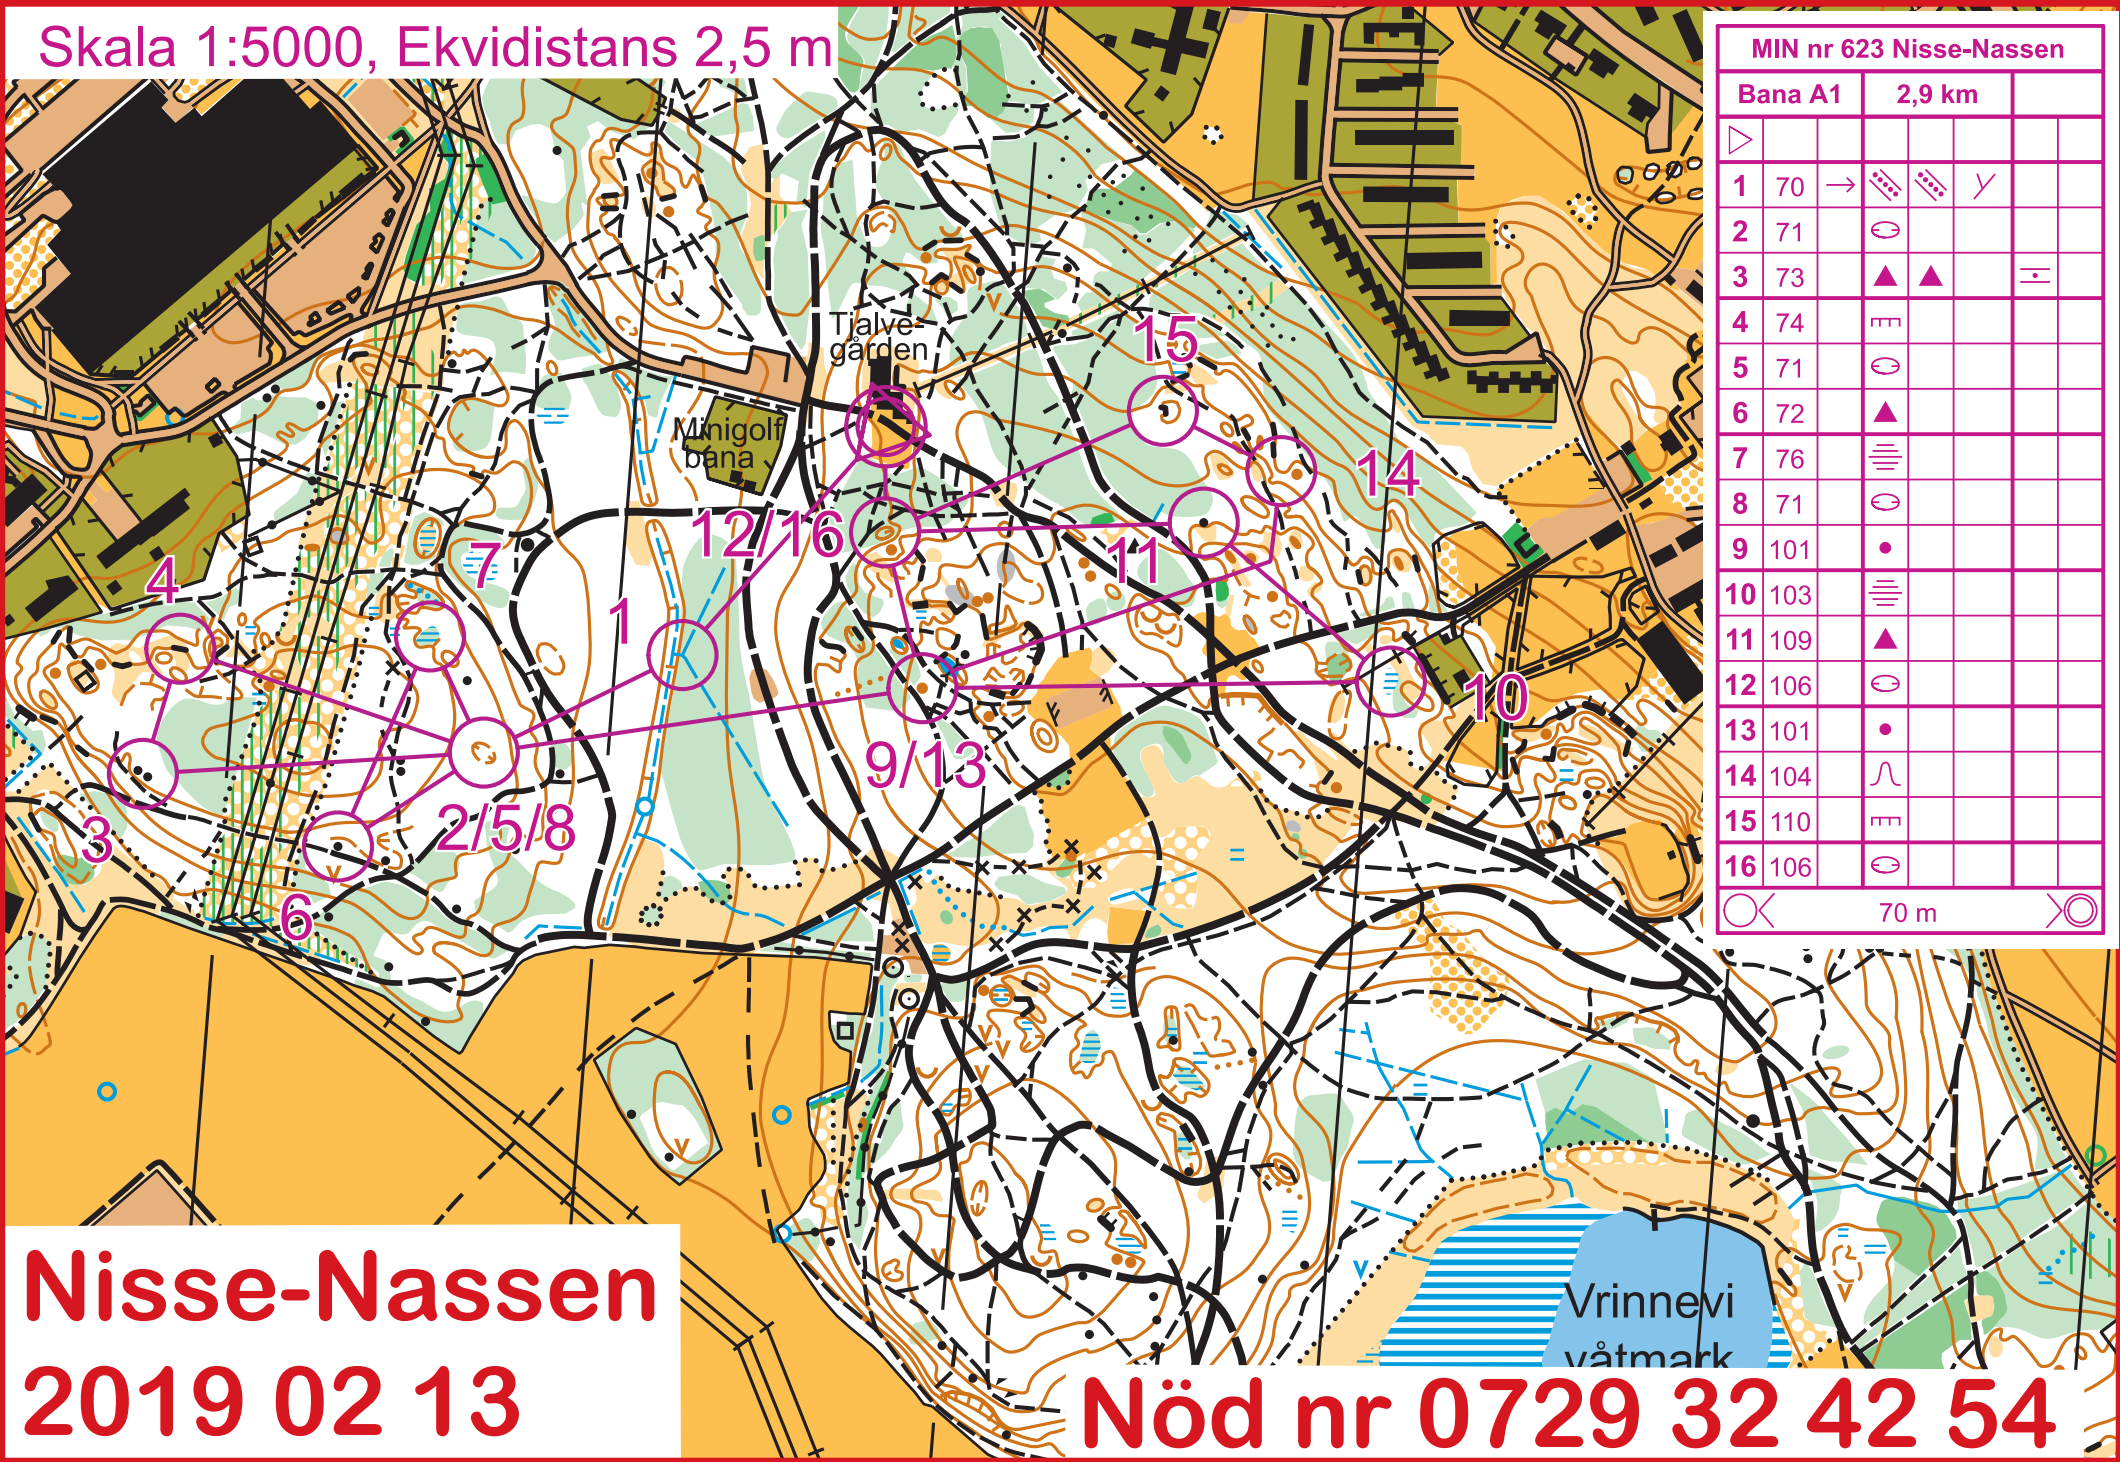 Skala 1:5000, Ekvidistans 2,5 m
MIN nr 623 Nisse-Nassen
Bana A1 2,9 km
1 70
2 71
3 73
4 74
5 71
6 72
7 76
8 71
9 101
10 103
11 109
12 106
13 101
14 104
15 110
16 106
70 m
Tjalve-
gården
15
Minigolf
bana
14
12/16
11
7
4
1
10
9/13
2/5/8
3
6
Nisse-Nassen
2019 02 13
Vrinnevi
våtmark
Nöd nr 0729 32 42 54